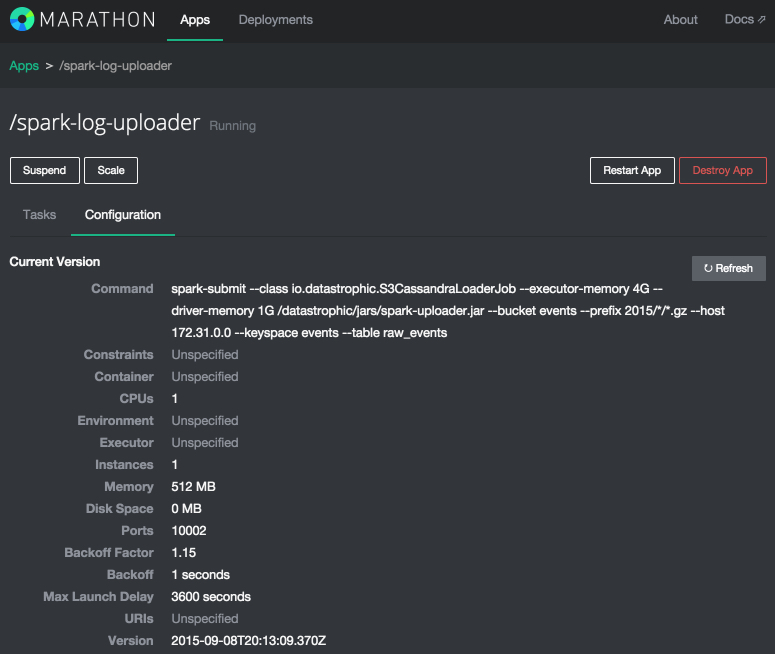 MARATHON Apps Deployments About Docs
Apps > /spark-log-uploader
/spark-log-uploader Running
Suspend Scale Restart App Destroy App
Tasks Configuration
Current Version
Refresh
Command spark-submit --class io.datastrophic.S3CassandraLoaderJob --executor-memory 4G --
driver-memory 1G /datastrophic/jars/spark-uploader.jar --bucket events --prefix 2015/*/*.gz --host
172.31.0.0 --keyspace events --table raw_events
Constraints Unspecified
Container Unspecified
CPUs 1
Environment Unspecified
Executor Unspecified
Instances 1
Memory 512 MB
Disk Space 0 MB
Ports 10002
Backoff Factor 1.15
Backoff 1 seconds
Max Launch Delay 3600 seconds
URIs Unspecified
Version 2015-09-08T20:13:09.370Z